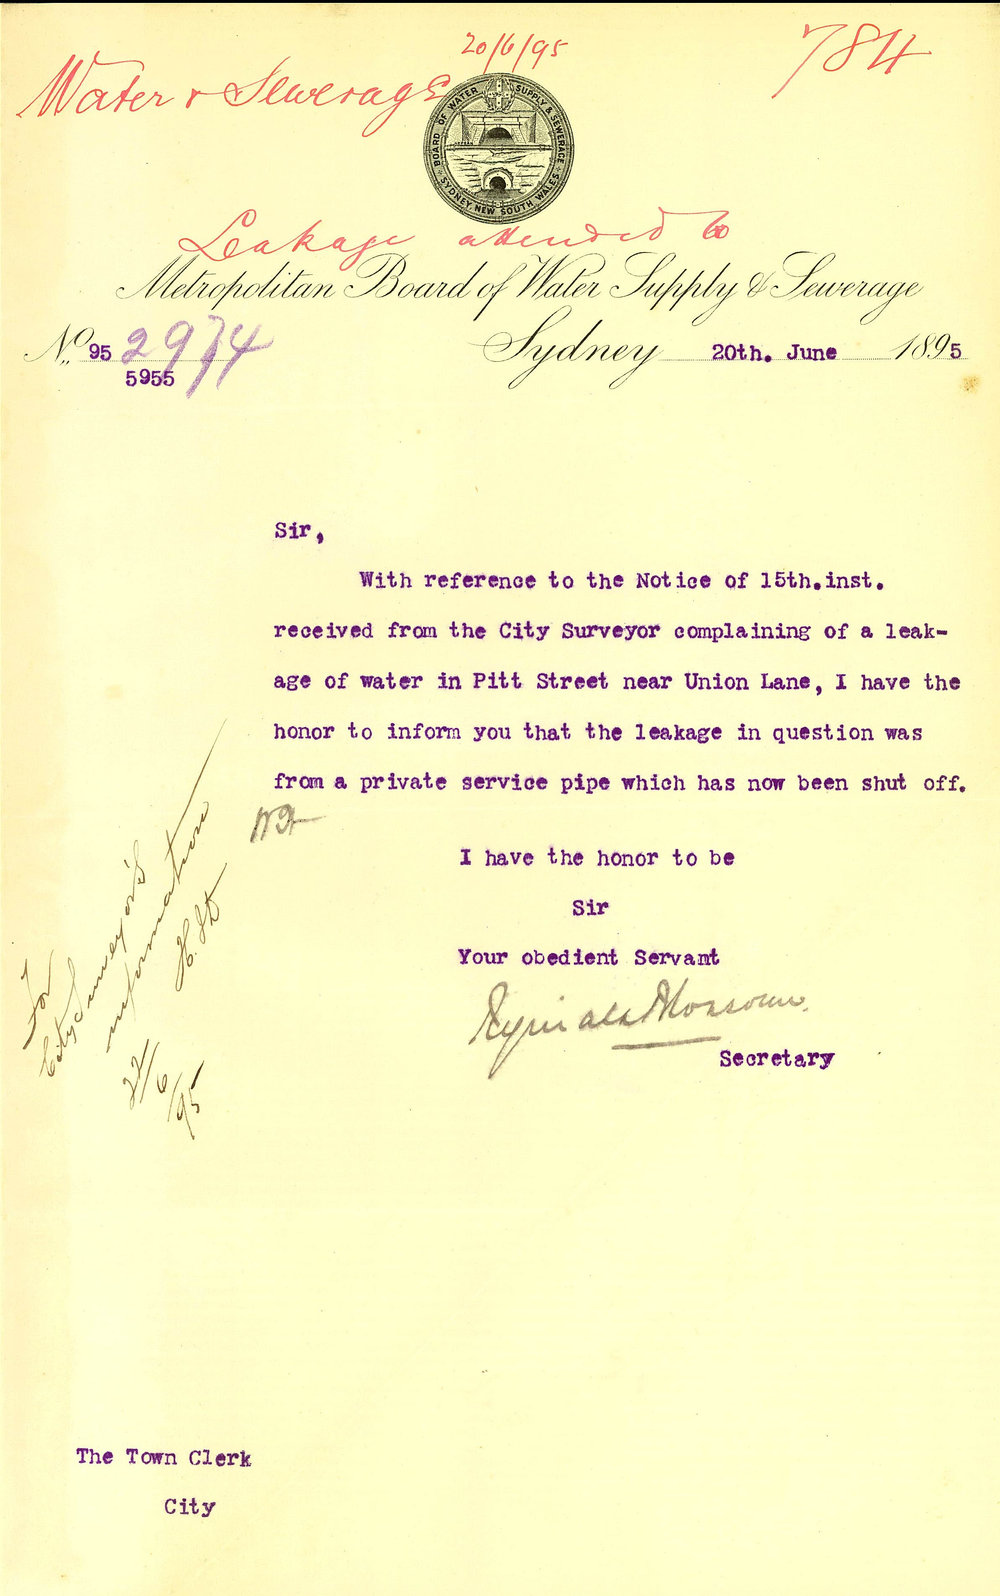 20/6/95
784
Water & Sewerage
BOARD OF WATER SUPPLY & SEWERAGE
SYDNEY, NEW SOUTH WALES
Leakage attended to
Metropolitan Board of Water Supply & Sewerage
No. 95 2974
5955
Sydney 20th. June 1895
Sir,
With reference to the Notice of 15th.inst.
received from the City Surveyor complaining of a leak-
age of water in Pitt Street near Union Lane, I have the
honor to inform you that the leakage in question was
from a private service pipe which has now been shut off.
I have the honor to be
Sir
Your obedient Servant
Secretary
For
City Surveyor's
information
22/6/95
The Town Clerk
City